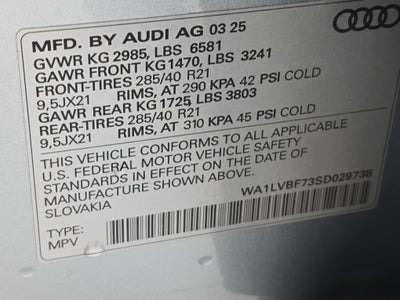 MFD. BY AUDI AG 03 25
GVWR KG 2985, LBS 6581
GAWR FRONT KG1470, LBS 3241
FRONT-TIRES 285/40 R21
9,5JX21 RIMS, AT 290 KPA 42 PSI COLD
GAWR REAR KG 1725, LBS 3803
REAR-TIRES 285/40 R21
9,5JX21 RIMS, AT 310 KPA 45 PSI COLD
THIS VEHICLE CONFORMS TO ALL APPLICABLE
U.S. FEDERAL MOTOR VEHICLE SAFETY
STANDARDS IN EFFECT ON THE DATE OF
MANUFACTURE SHOWN ABOVE.
SLOVAKIA
WA1LVBF73SD029738
TYPE:
MPV